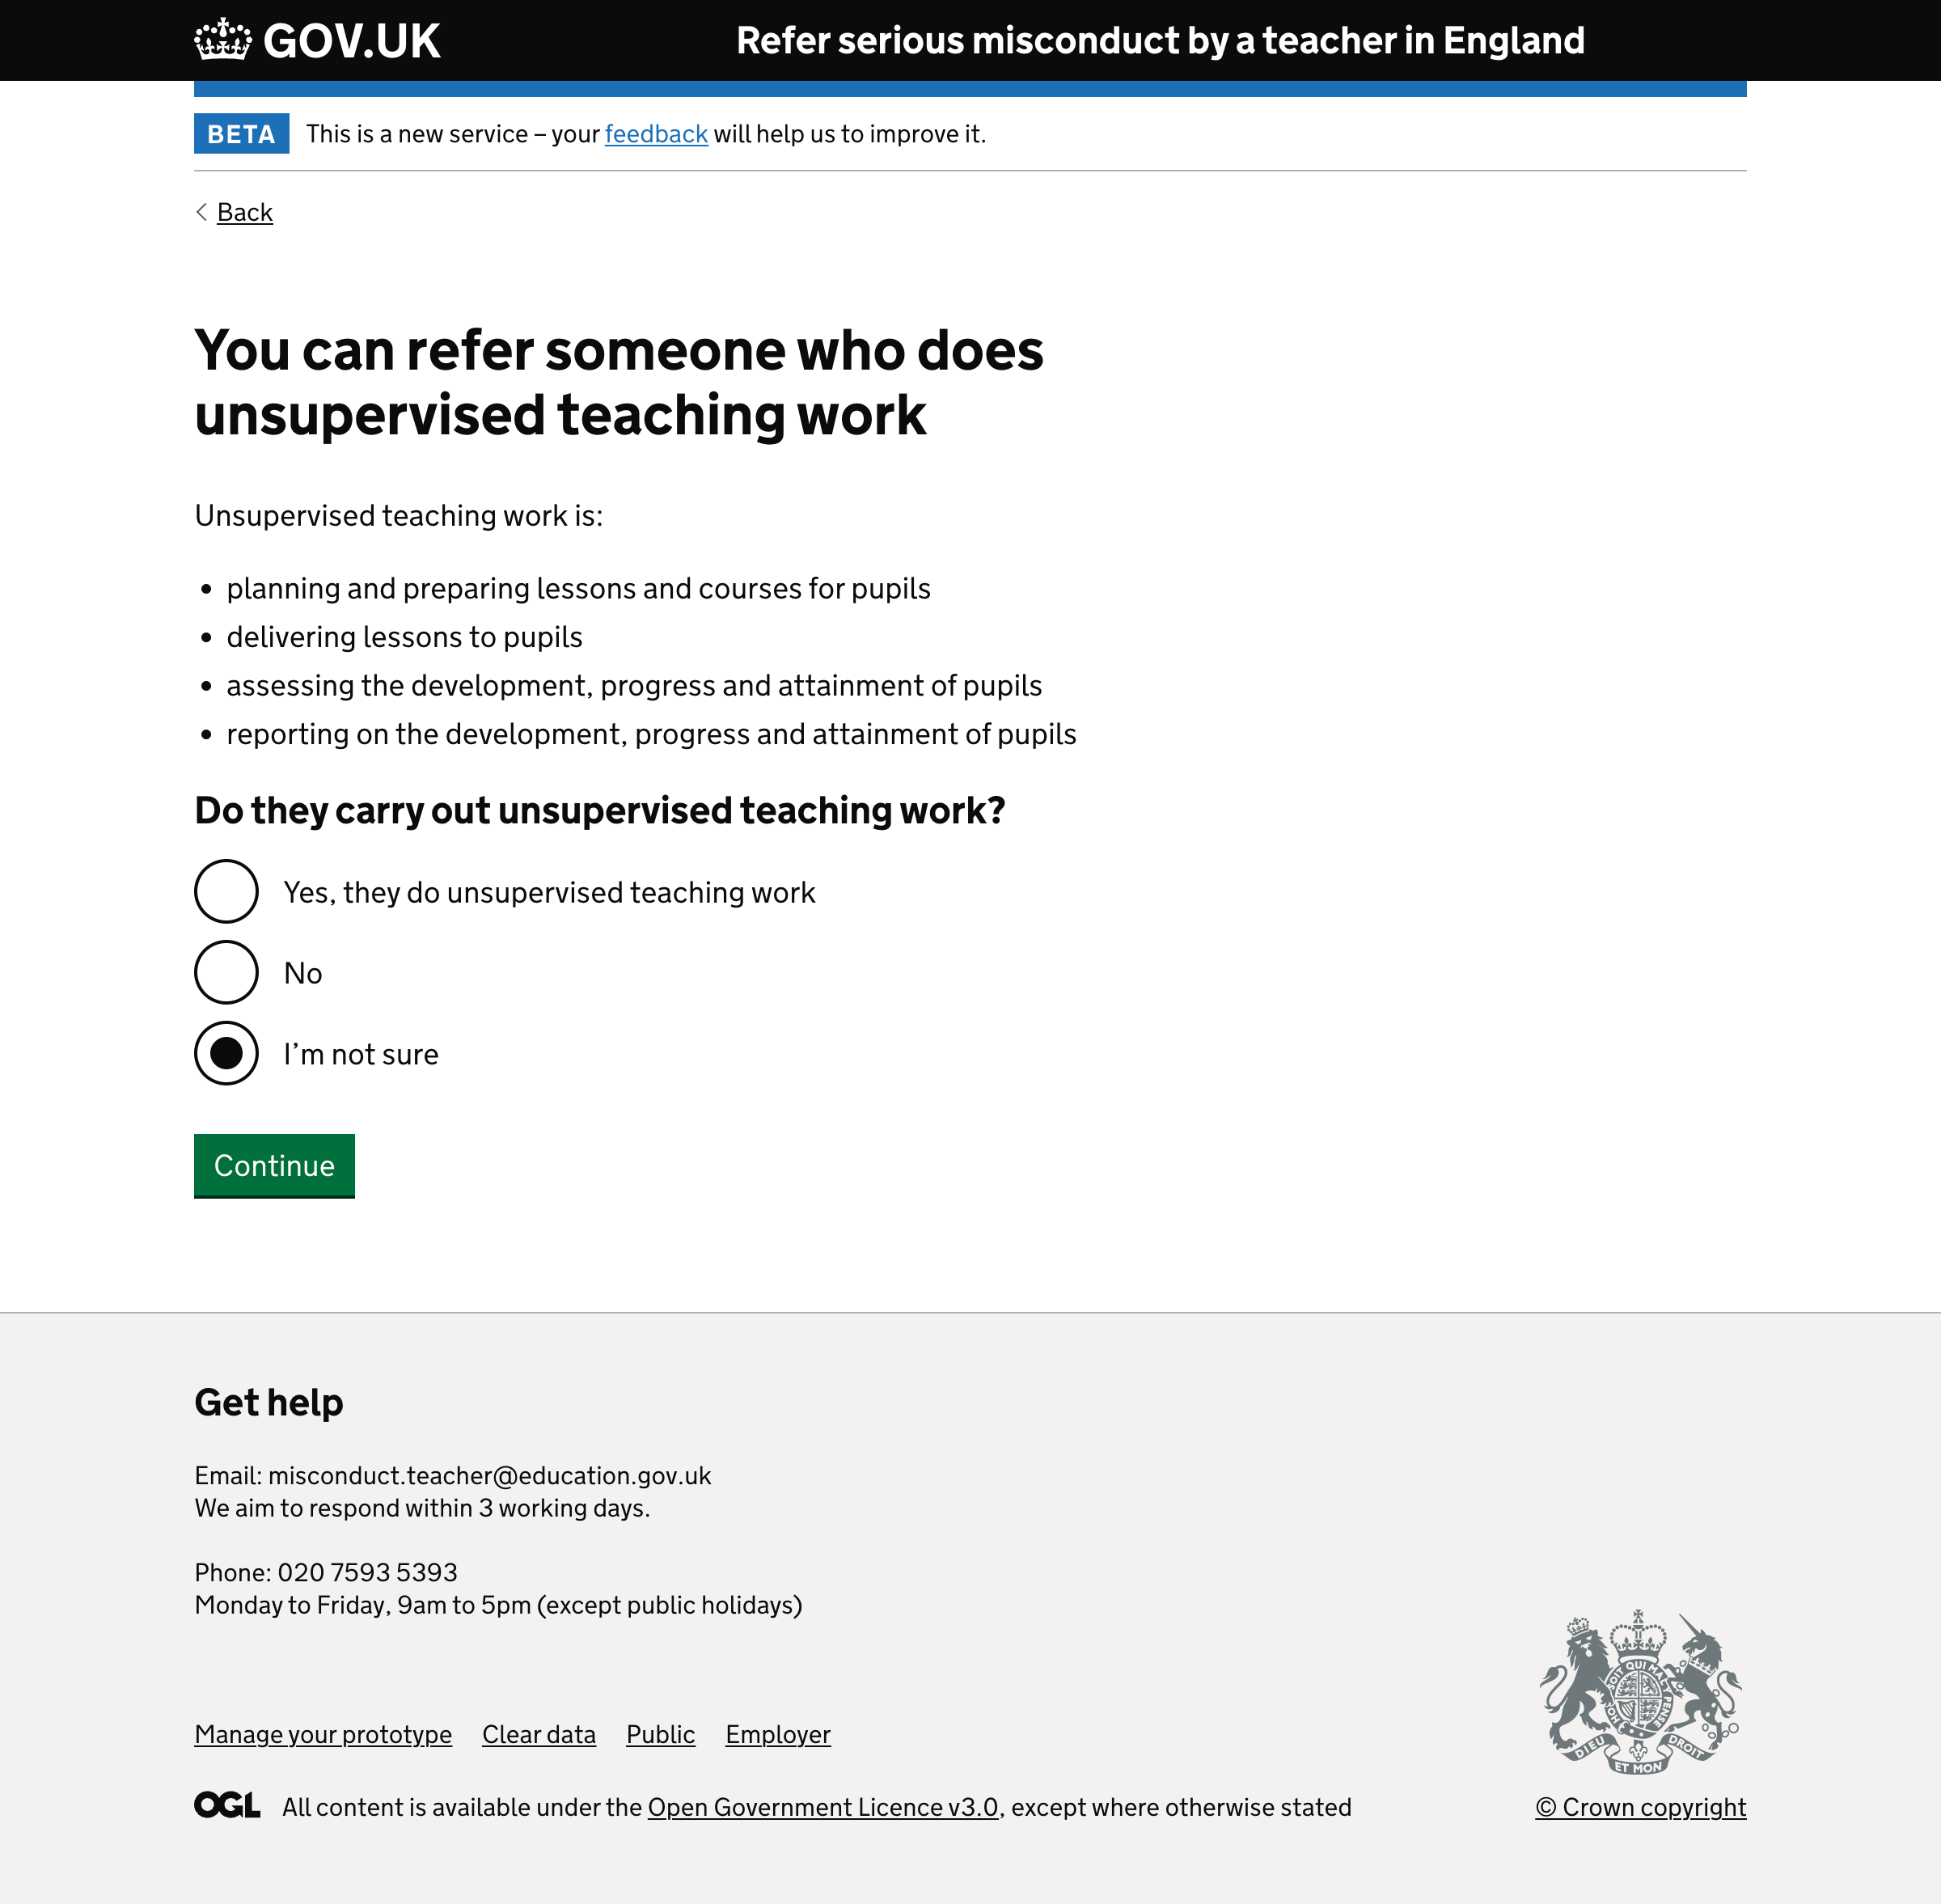 GOV.UK
Refer serious misconduct by a teacher in England
BETA
This is a new service – your feedback will help us to improve it.
Back
You can refer someone who does
unsupervised teaching work
Unsupervised teaching work is:
• planning and preparing lessons and courses for pupils
• delivering lessons to pupils
• assessing the development, progress and attainment of pupils
• reporting on the development, progress and attainment of pupils
Do they carry out unsupervised teaching work?
Yes, they do unsupervised teaching work
No
I’m not sure
Continue
Get help
Email: misconduct.teacher@education.gov.uk
We aim to respond within 3 working days.
Phone: 020 7593 5393
Monday to Friday, 9am to 5pm (except public holidays)
Manage your prototype
Clear data
Public
Employer
DIEU
ET MON
DROIT
OGL
All content is available under the Open Government Licence v3.0, except where otherwise stated
© Crown copyright